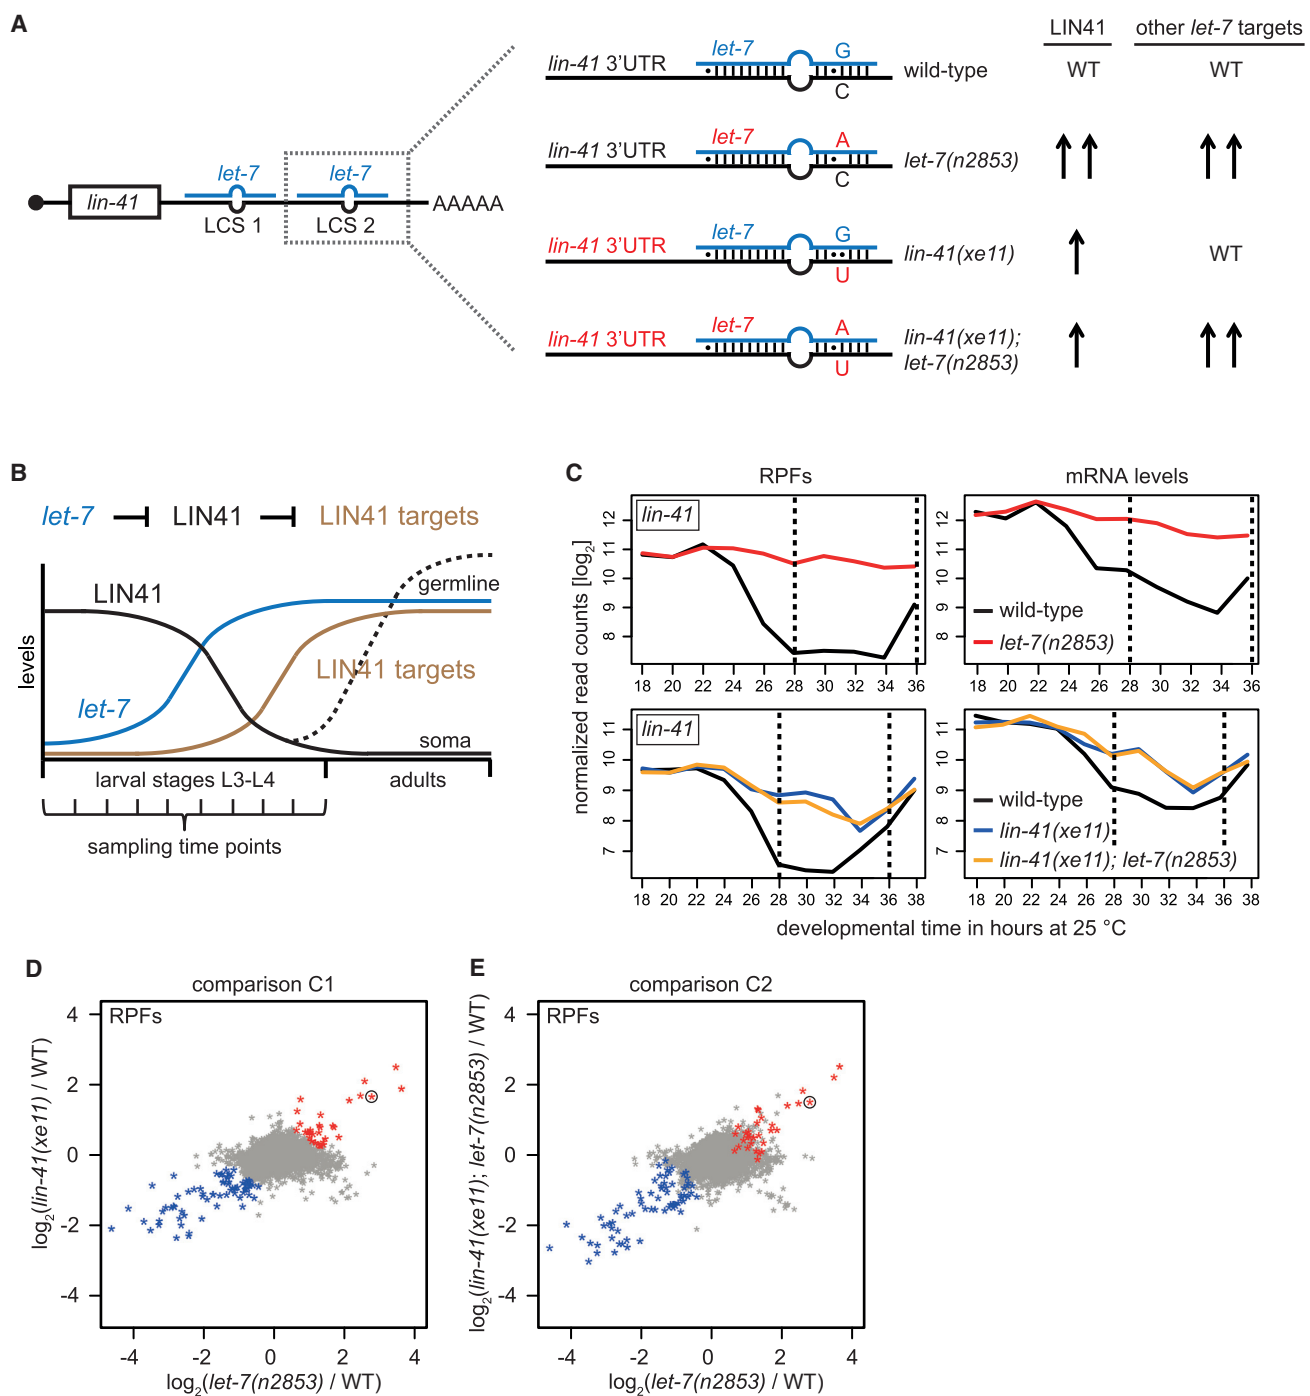 A
LIN41 other let-7 targets
lin-41 3'UTR let-7 G C wild-type WT WT
lin-41 3'UTR let-7 A C let-7(n2853)
lin-41 3'UTR let-7 G U lin-41(xe11) WT
lin-41 3'UTR let-7 A U lin-41(xe11); let-7(n2853)
let-7 let-7
lin-41 AAAAA
LCS 1 LCS 2
B
let-7 LIN41 LIN41 targets
levels
LIN41
germline
LIN41 targets
let-7
soma
larval stages L3-L4 adults
sampling time points
C
RPFs mRNA levels
normalized read counts [log2]
lin-41
12
11
10
9
8
18 20 22 24 26 28 30 32 34 36
12
11
10
9
8
wild-type
let-7(n2853)
18 20 22 24 26 28 30 32 34 36
lin-41
11
10
9
8
7
18 20 22 24 26 28 30 32 34 36 38
11
10
9
8
7
wild-type
lin-41(xe11)
lin-41(xe11); let-7(n2853)
18 20 22 24 26 28 30 32 34 36 38
developmental time in hours at 25 °C
D
comparison C1
RPFs
log2(lin-41(xe11) / WT)
4
2
0
-2
-4
-4 -2 0 2 4
log2(let-7(n2853) / WT)
E
comparison C2
RPFs
log2(lin-41(xe11); let-7(n2853) / WT)
4
2
0
-2
-4
-4 -2 0 2 4
log2(let-7(n2853) / WT)